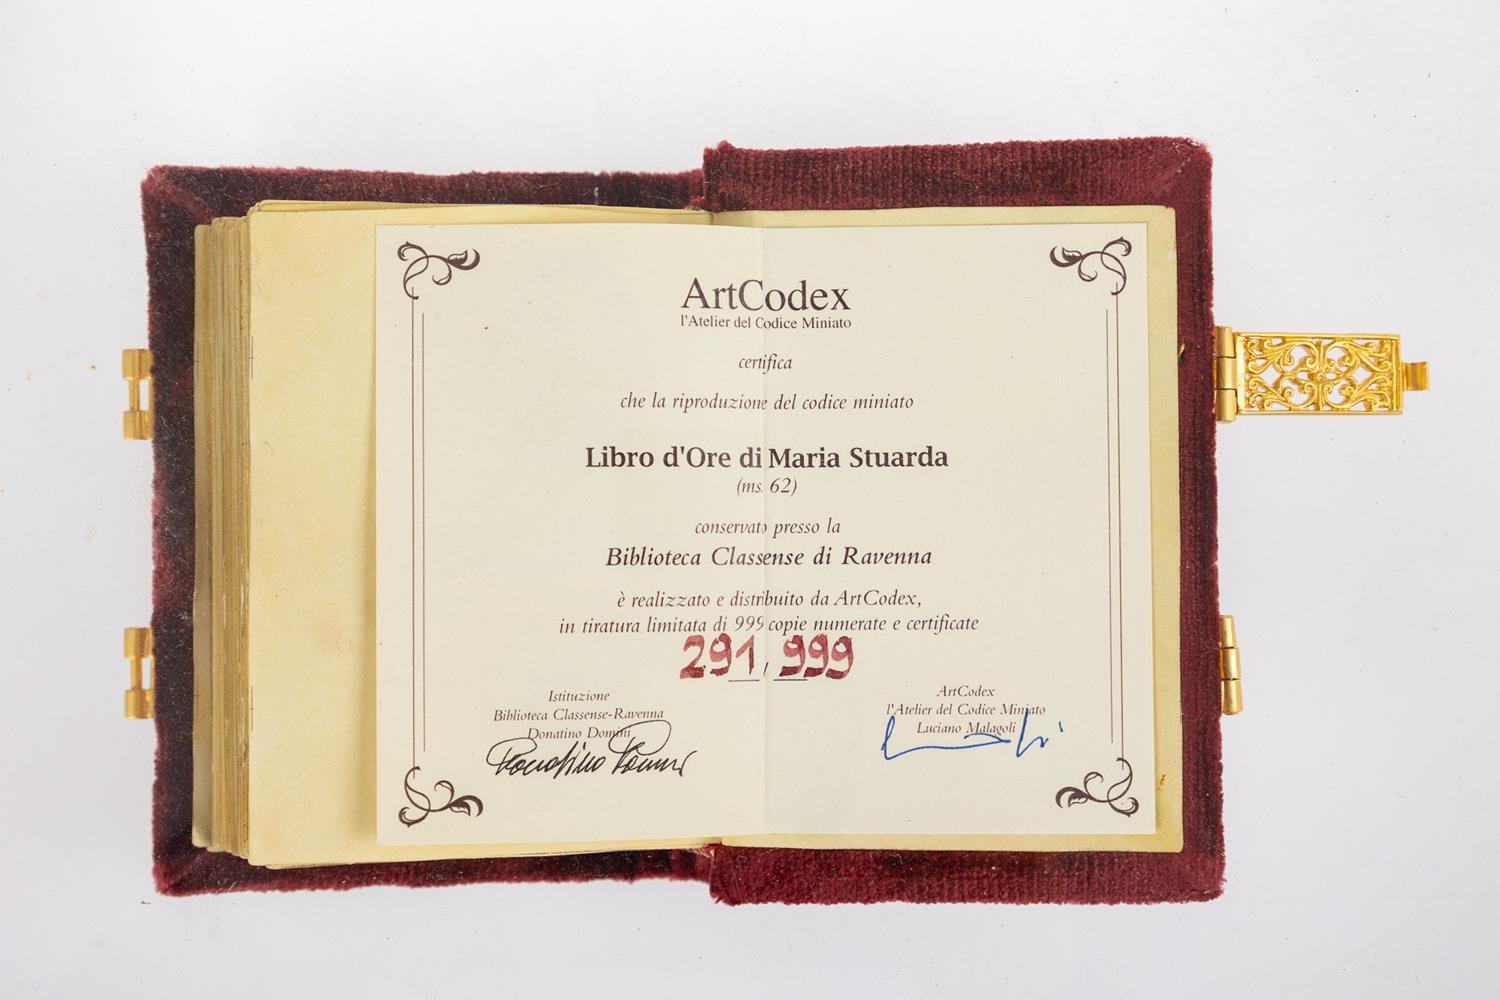 ArtCodex
l'Atelier del Codice Miniato
certifica
che la riproduzione del codice miniato
Libro d'Ore di Maria Stuarda
(ms. 62)
conservato presso la
Biblioteca Classense di Ravenna
è realizzato e distribuito da ArtCodex,
in tiratura limitata di 999 copie numerate e certificate
291 / 999
Istituzione
Biblioteca Classense-Ravenna
Donatino Domini
Donatino Domini
ArtCodex
l'Atelier del Codice Miniato
Luciano Malagoli